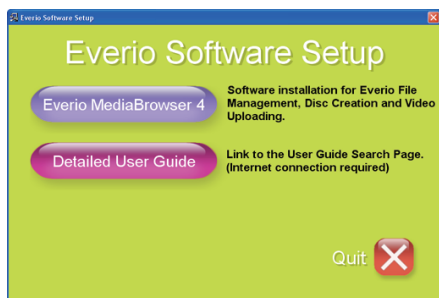 Everio Software Setup
Everio Software Setup
Everio MediaBrowser 4
Software installation for Everio File
Management, Disc Creation and Video
Uploading.
Detailed User Guide
Link to the User Guide Search Page.
(Internet connection required)
Quit